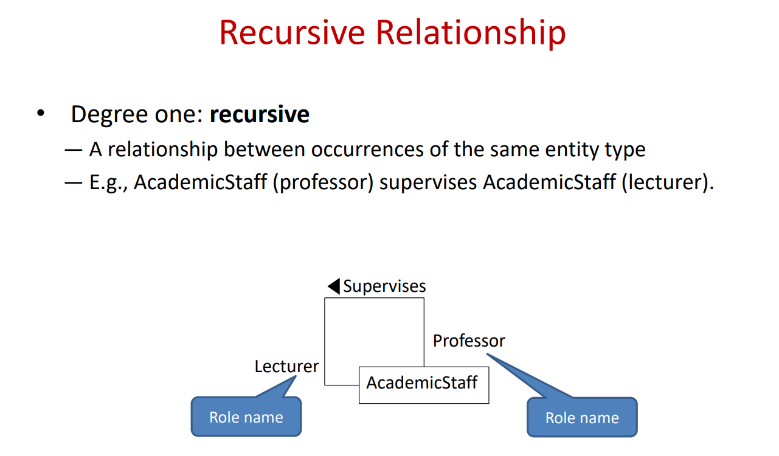 Recursive Relationship
• Degree one: recursive
— A relationship between occurrences of the same entity type
— E.g., AcademicStaff (professor) supervises AcademicStaff (lecturer).
◀Supervises
Professor
Lecturer
AcademicStaff
Role name
Role name